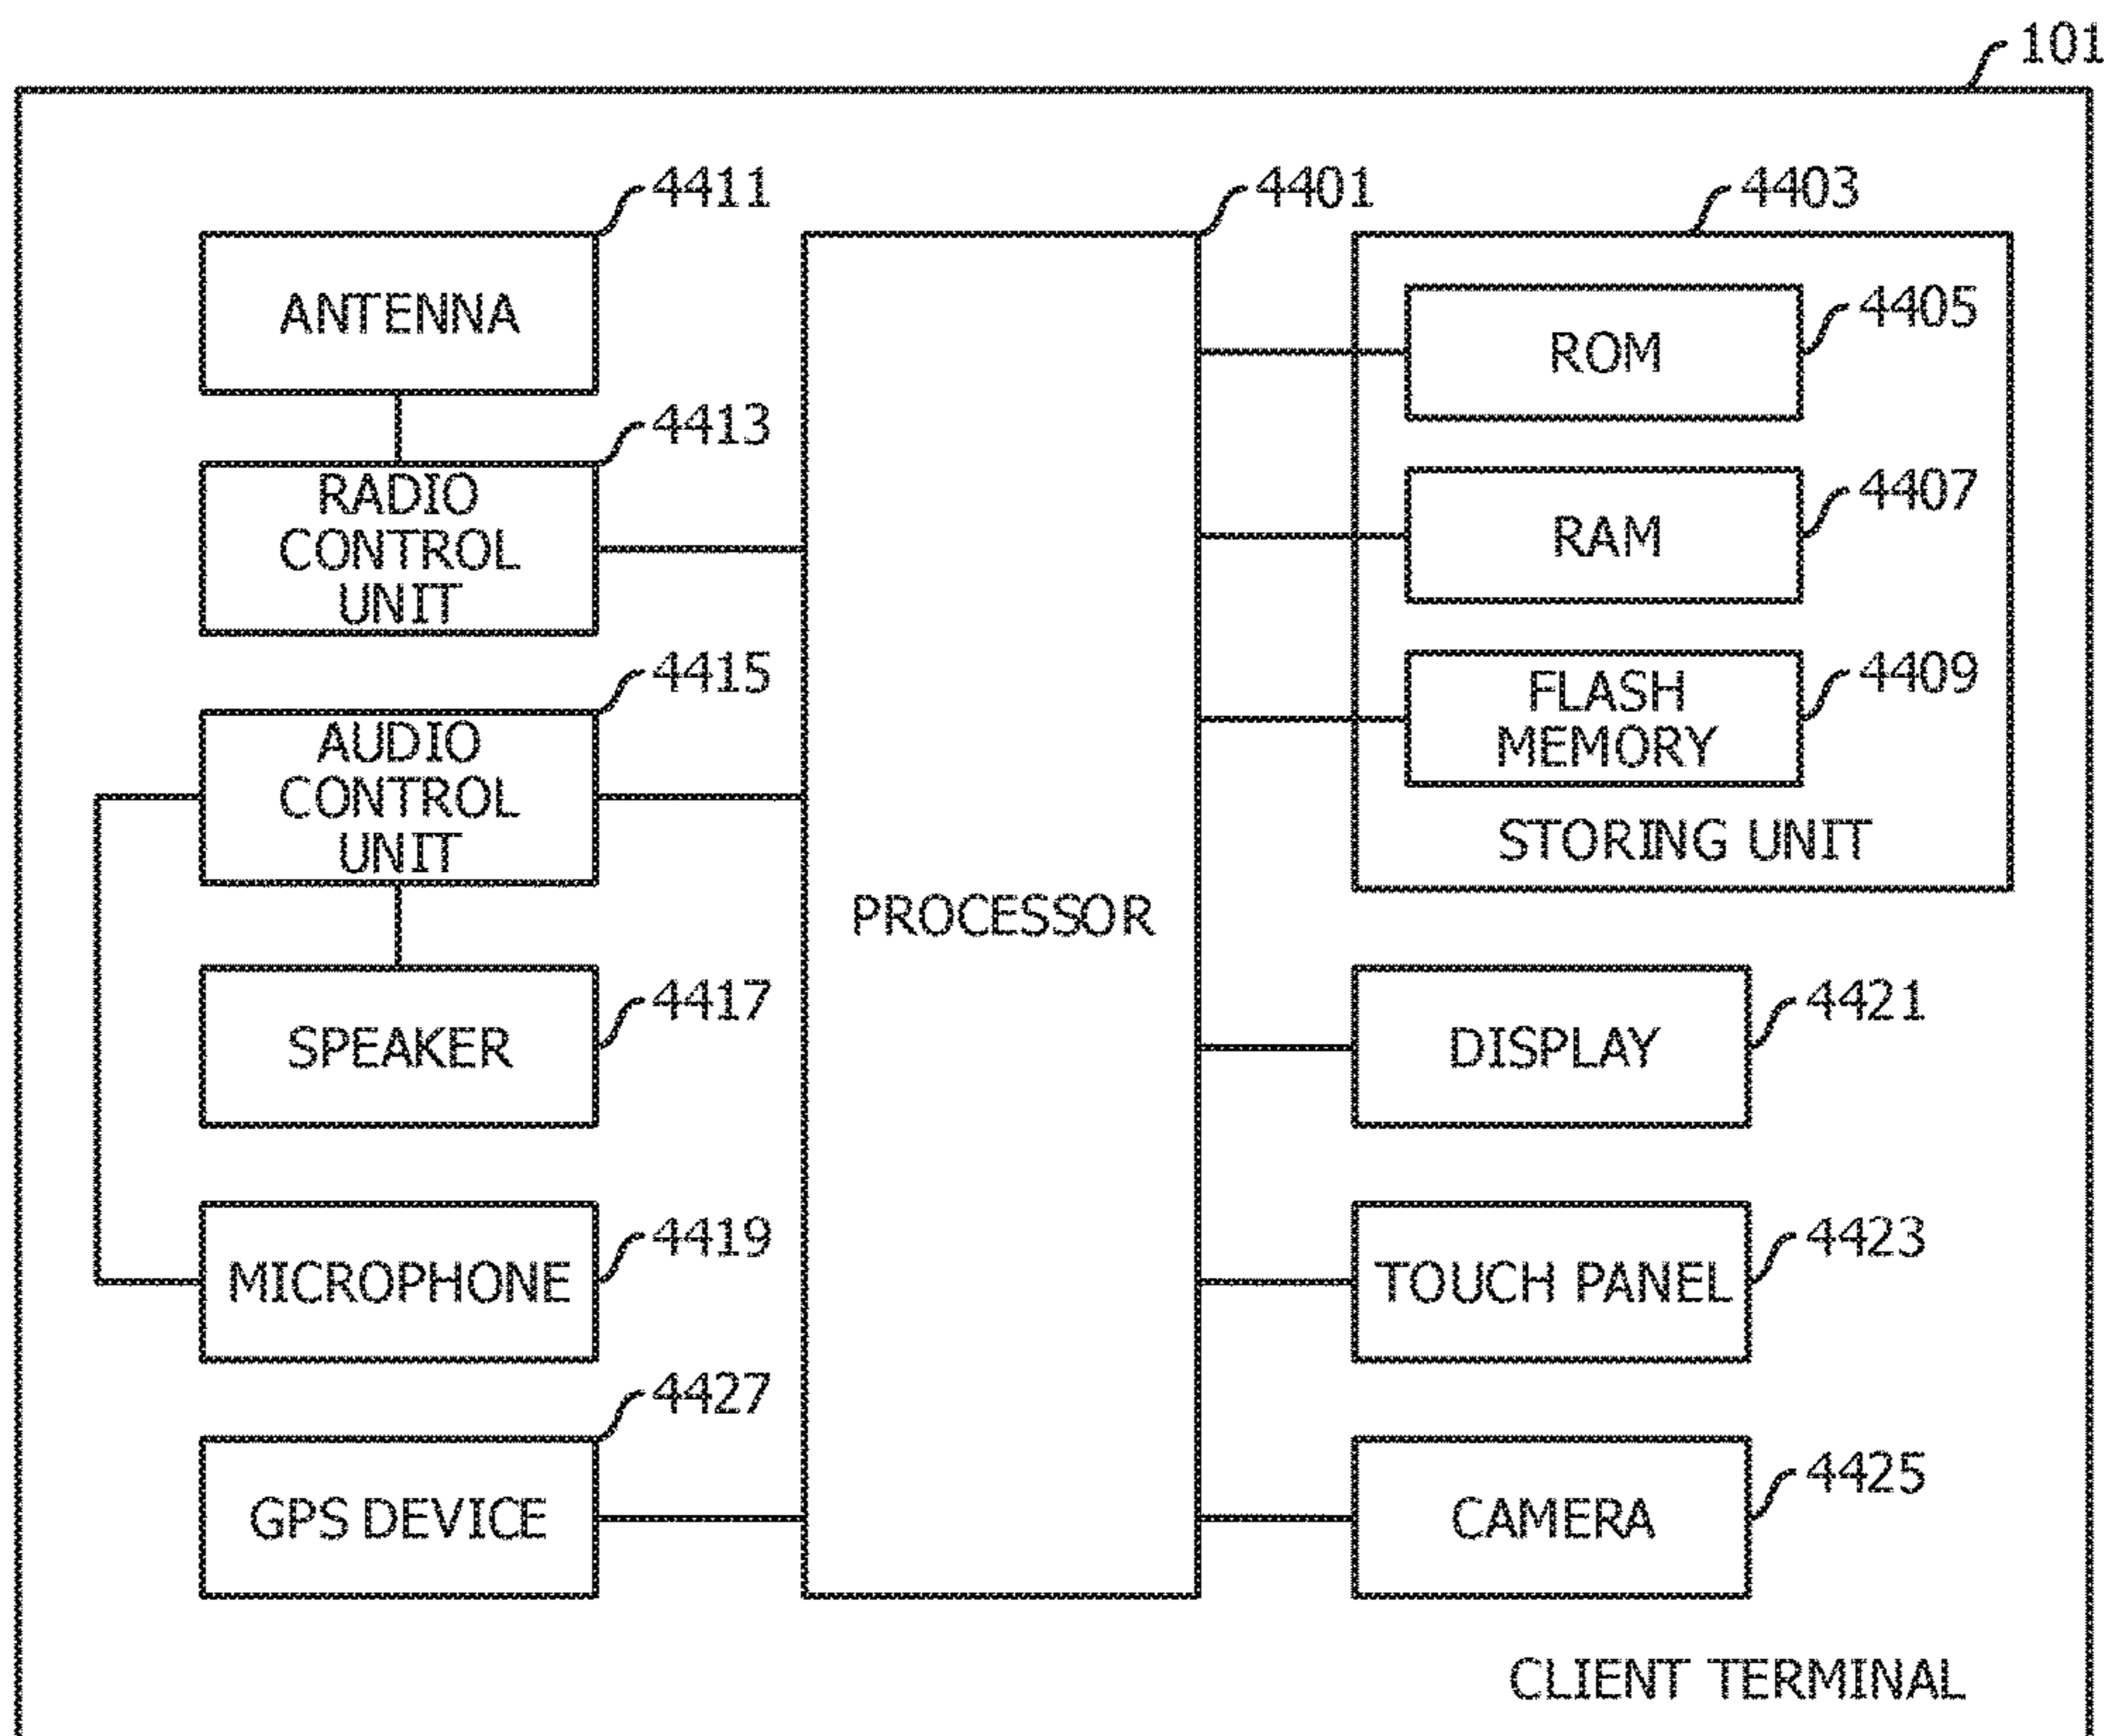 101
4411
4401
4403
ANTENNA
4405
ROM
4413
RADIO
CONTROL
UNIT
4407
RAM
4415
AUDIO
CONTROL
UNIT
4409
FLASH
MEMORY
STORING UNIT
PROCESSOR
4417
SPEAKER
4421
DISPLAY
4419
MICROPHONE
4423
TOUCH PANEL
4427
GPS DEVICE
4425
CAMERA
CLIENT TERMINAL